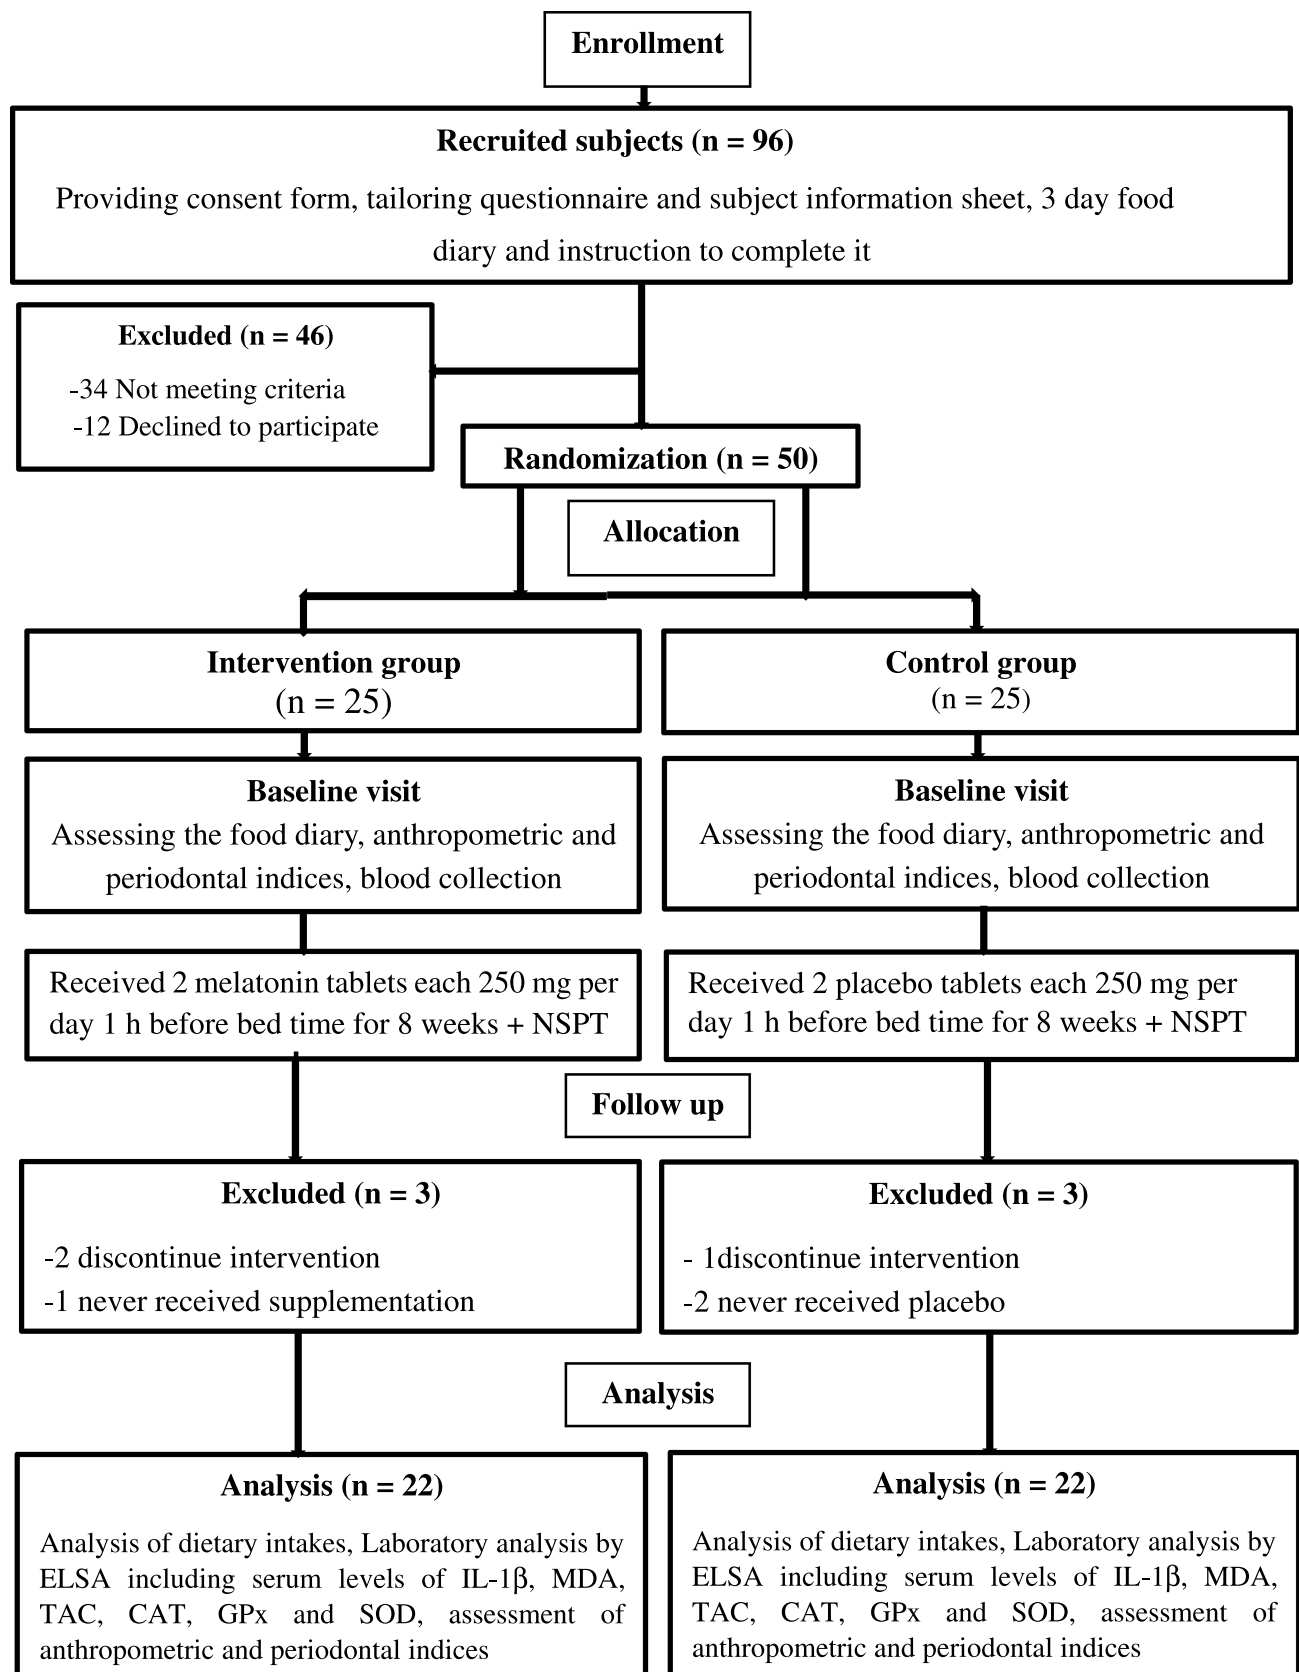 Enrollment
Recruited subjects (n = 96)
Providing consent form, tailoring questionnaire and subject information sheet, 3 day food
diary and instruction to complete it
Excluded (n = 46)
-34 Not meeting criteria
-12 Declined to participate
Randomization (n = 50)
Allocation
Intervention group
(n = 25)
Control group
(n = 25)
Baseline visit
Assessing the food diary, anthropometric and
periodontal indices, blood collection
Baseline visit
Assessing the food diary, anthropometric and
periodontal indices, blood collection
Received 2 melatonin tablets each 250 mg per
day 1 h before bed time for 8 weeks + NSPT
Received 2 placebo tablets each 250 mg per
day 1 h before bed time for 8 weeks + NSPT
Follow up
Excluded (n = 3)
-2 discontinue intervention
-1 never received supplementation
Excluded (n = 3)
- 1discontinue intervention
-2 never received placebo
Analysis
Analysis (n = 22)
Analysis of dietary intakes, Laboratory analysis by
ELSA including serum levels of IL-1β, MDA,
TAC, CAT, GPx and SOD, assessment of
anthropometric and periodontal indices
Analysis (n = 22)
Analysis of dietary intakes, Laboratory analysis by
ELSA including serum levels of IL-1β, MDA,
TAC, CAT, GPx and SOD, assessment of
anthropometric and periodontal indices